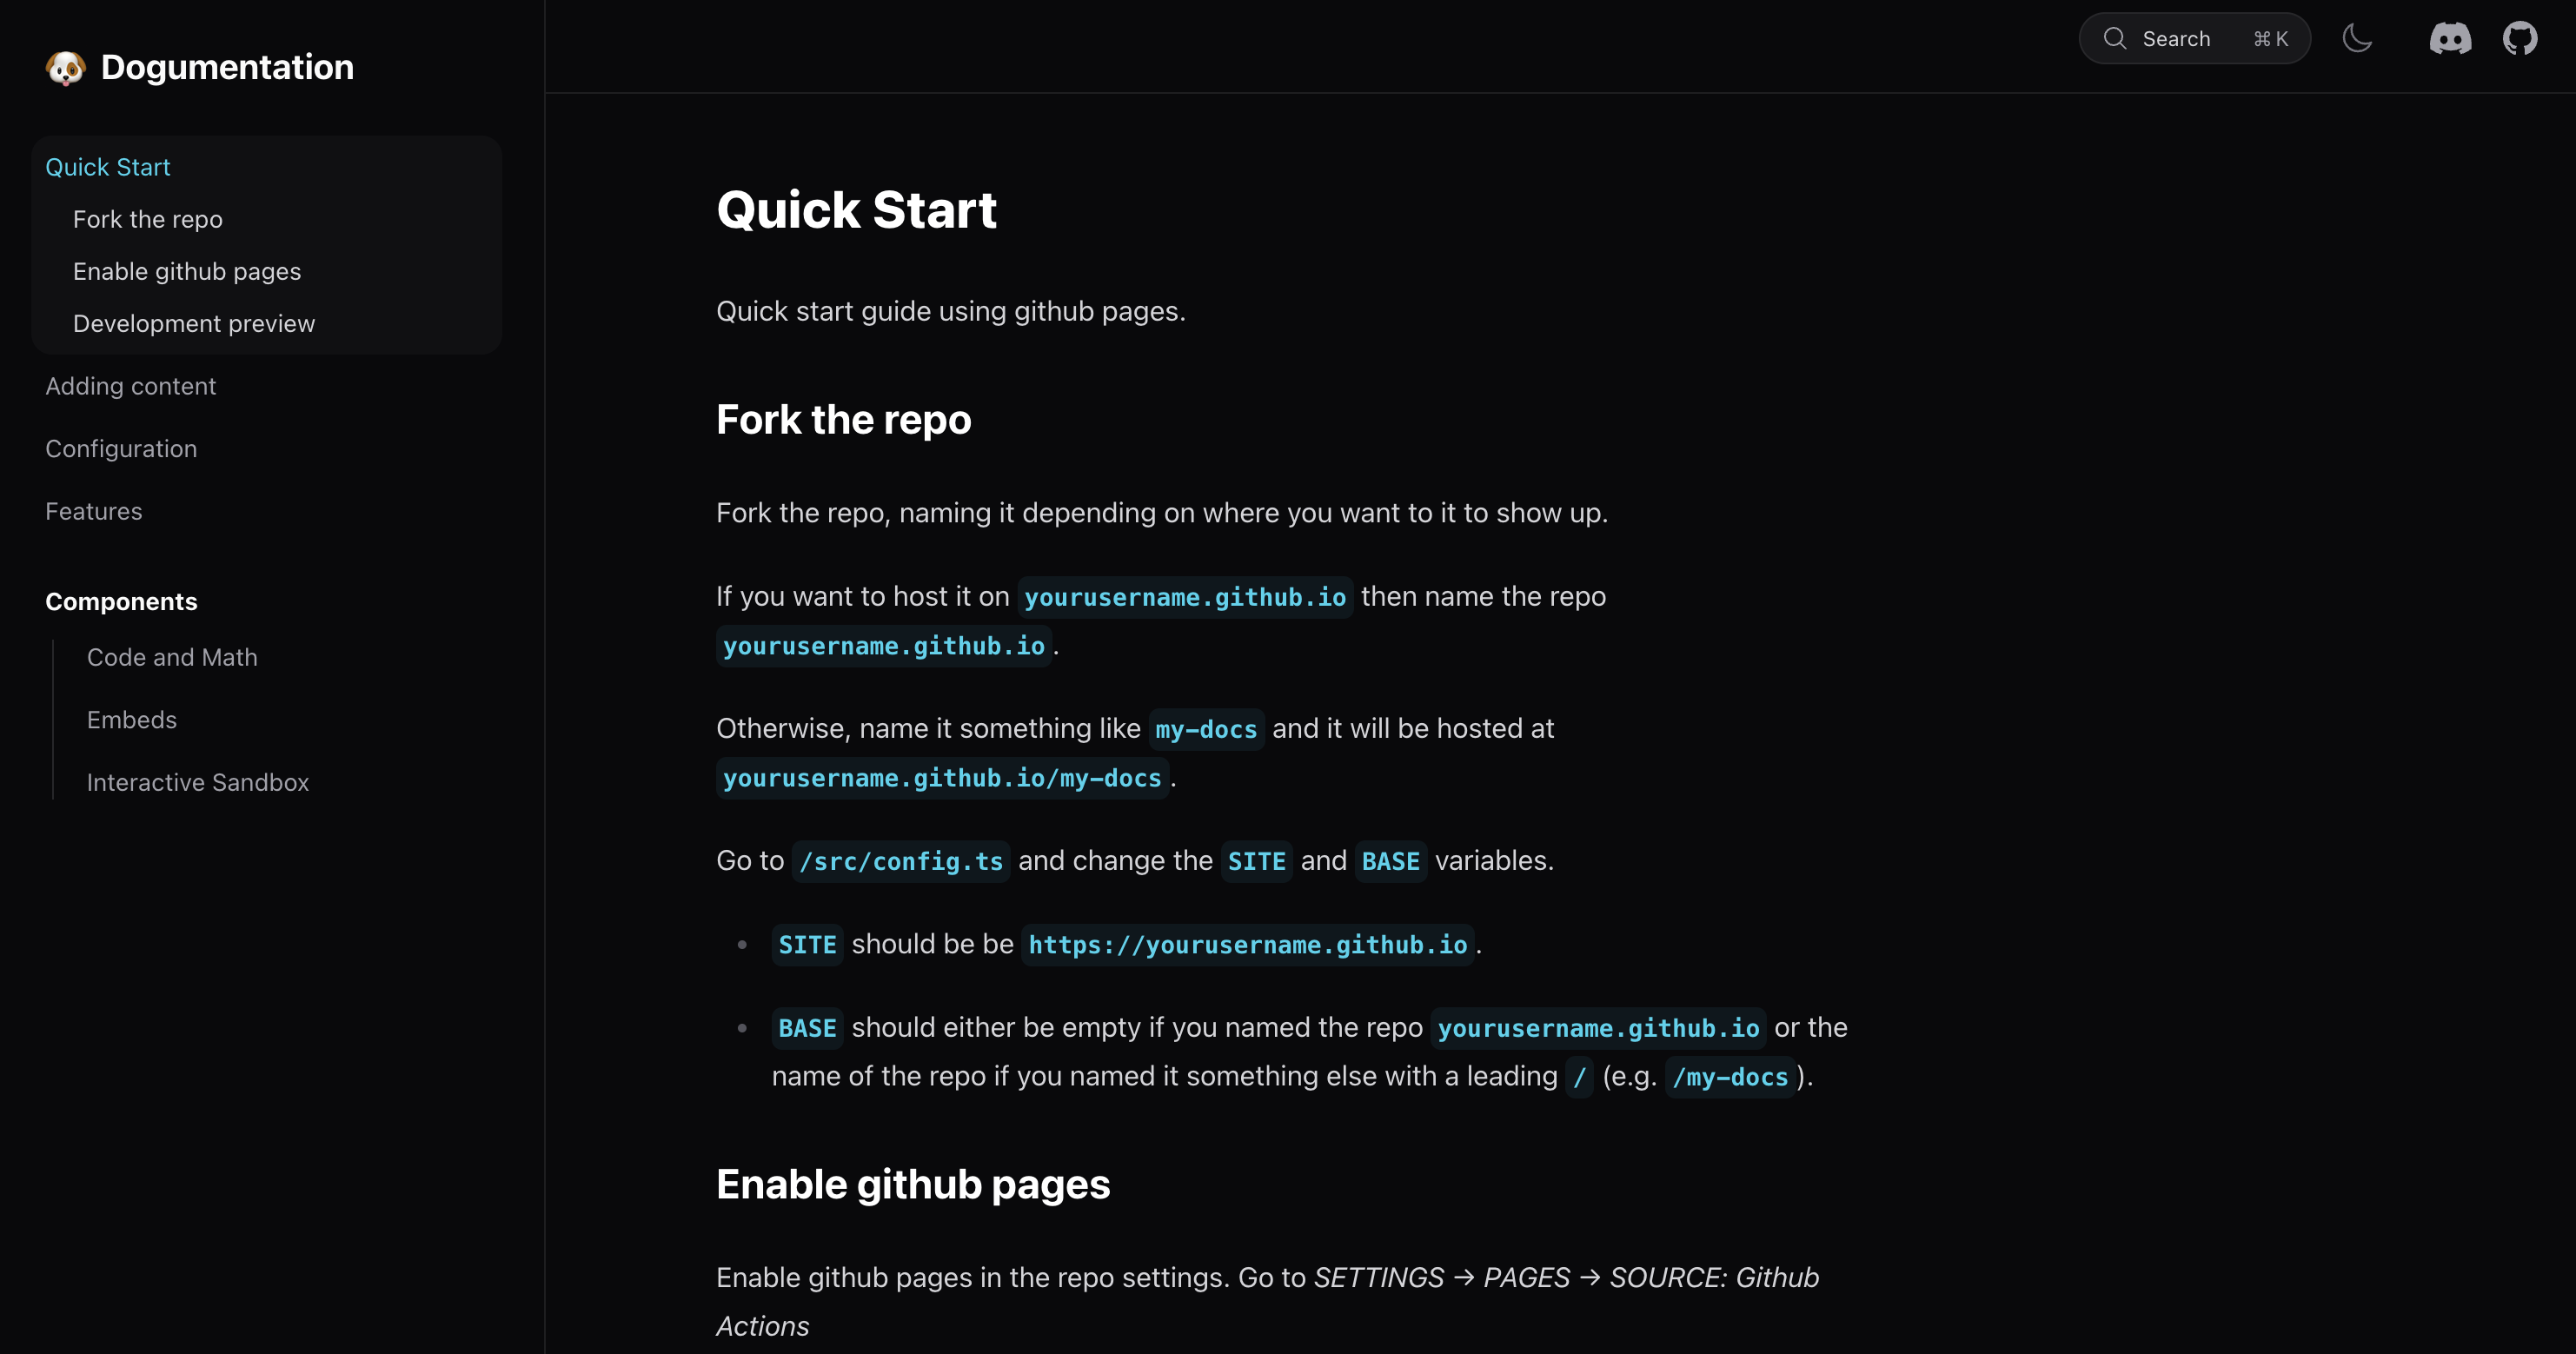 Dogumentation
Quick Start
Fork the repo
Enable github pages
Development preview
Adding content
Configuration
Features
Components
Code and Math
Embeds
Interactive Sandbox
Search ⌘ K
Quick Start
Quick start guide using github pages.
Fork the repo
Fork the repo, naming it depending on where you want to it to show up.
If you want to host it on yourusername.github.io then name the repo
yourusername.github.io.
Otherwise, name it something like my-docs and it will be hosted at
yourusername.github.io/my-docs.
Go to /src/config.ts and change the SITE and BASE variables.
• SITE should be be https://yourusername.github.io.
• BASE should either be empty if you named the repo yourusername.github.io or the
name of the repo if you named it something else with a leading / (e.g. /my-docs).
Enable github pages
Enable github pages in the repo settings. Go to SETTINGS → PAGES → SOURCE: Github
Actions